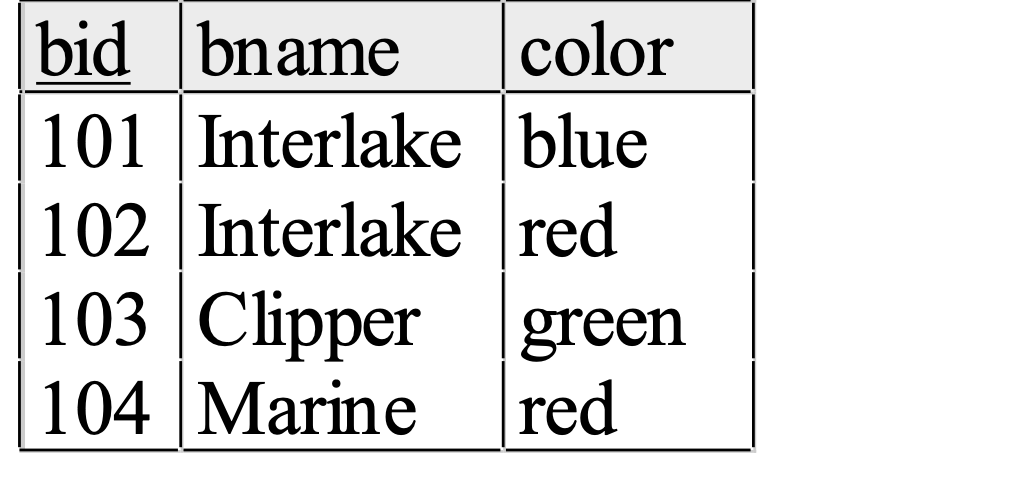 bid bname color
101 Interlake blue
102 Interlake red
103 Clipper green
104 Marine red